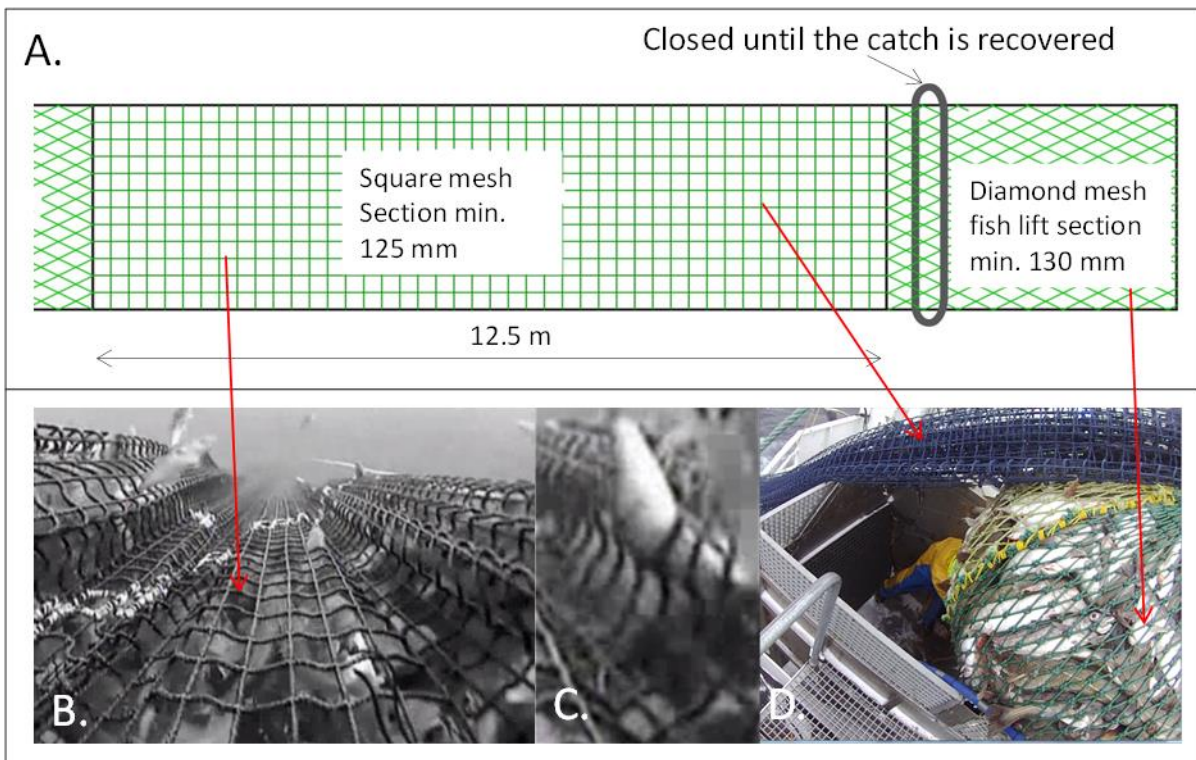 A.
Closed until the catch is recovered
Square mesh
Section min.
125 mm
Diamond mesh
fish lift section
min. 130 mm
12.5 m
B.
C.
D.